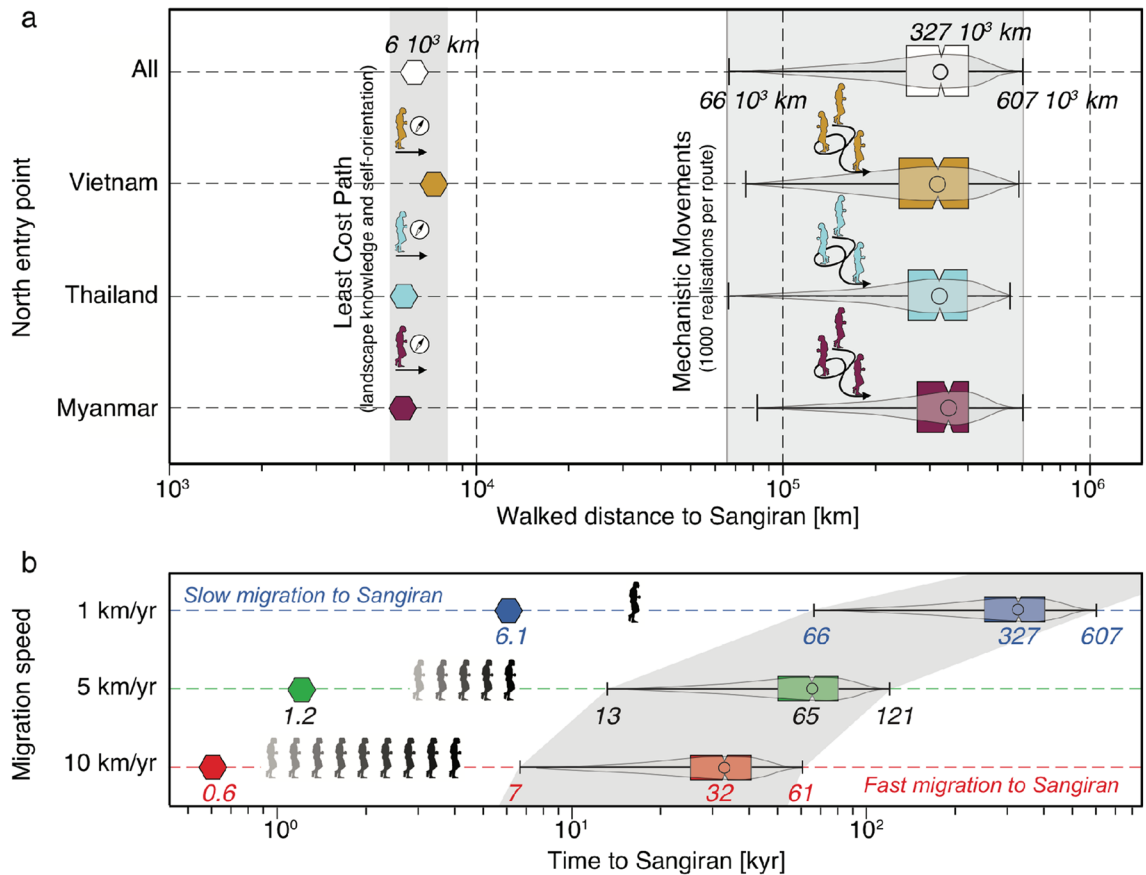 a
North entry point
All
Vietnam
Thailand
Myanmar
6 10³ km
Least Cost Path
(landscape knowledge and self-orientation)
Mechanistic Movements
(1000 realisations per route)
327 10³ km
66 10³ km
607 10³ km
10³
10⁴
10⁵
10⁶
Walked distance to Sangiran [km]
b
Migration speed
1 km/yr
5 km/yr
10 km/yr
Slow migration to Sangiran
6.1
66
327
607
1.2
13
65
121
0.6
7
32
61
Fast migration to Sangiran
10⁰
10¹
10²
Time to Sangiran [kyr]